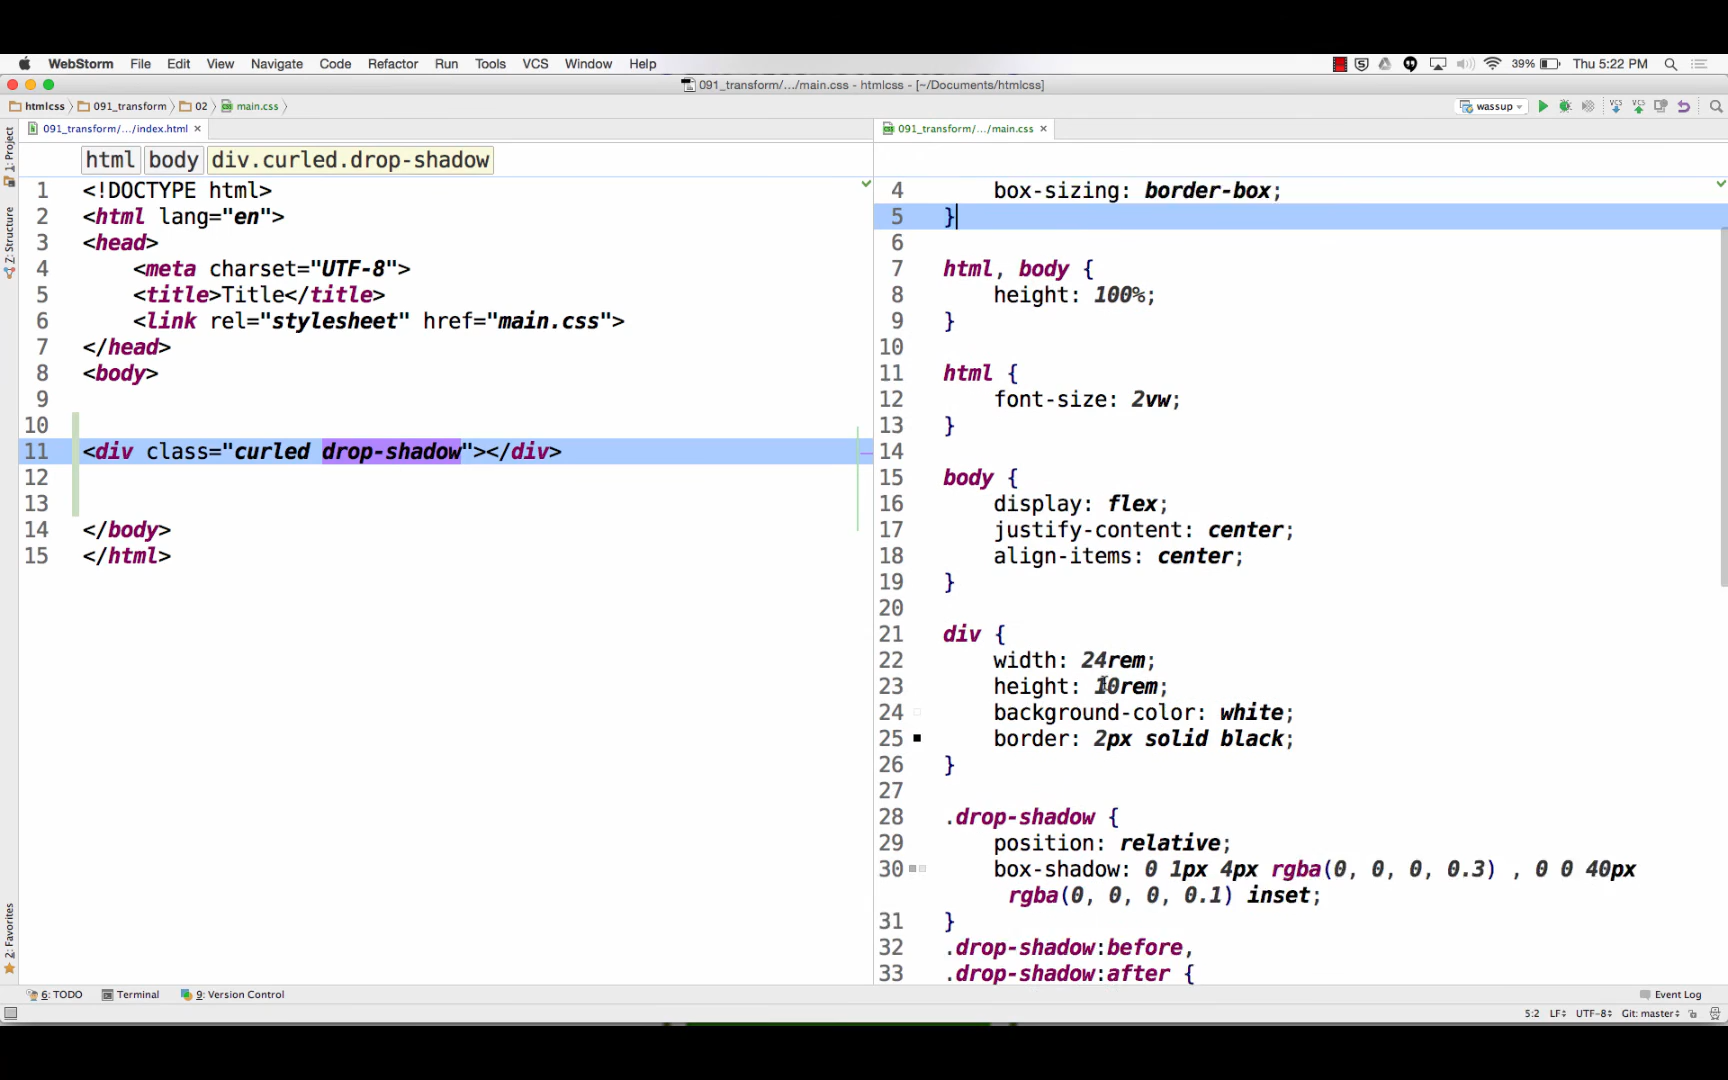 WebStorm File Edit View Navigate Code Refactor Run Tools VCS Window Help 39% Thu 5:22 PM
091_transform/.../main.css - htmlcss - [~/Documents/htmlcss]
htmlcss 091_transform 02 main.css wassup
091_transform/.../index.html
091_transform/.../main.css
1: Project
Z: Structure
2: Favorites
html body div.curled.drop-shadow
1 <!DOCTYPE html>
2 <html lang="en">
3 <head>
4 <meta charset="UTF-8">
5 <title>Title</title>
6 <link rel="stylesheet" href="main.css">
7 </head>
8 <body>
9
10
11 <div class="curled drop-shadow"></div>
12
13
14 </body>
15 </html>
4 box-sizing: border-box;
5 }
6
7 html, body {
8 height: 100%;
9 }
10
11 html {
12 font-size: 2vw;
13 }
14
15 body {
16 display: flex;
17 justify-content: center;
18 align-items: center;
19 }
20
21 div {
22 width: 24rem;
23 height: 10rem;
24 background-color: white;
25 border: 2px solid black;
26 }
27
28 .drop-shadow {
29 position: relative;
30 box-shadow: 0 1px 4px rgba(0, 0, 0, 0.3) , 0 0 40px
rgba(0, 0, 0, 0.1) inset;
31 }
32 .drop-shadow:before,
33 .drop-shadow:after {
6: TODO Terminal 9: Version Control Event Log
5:2 LF UTF-8 Git: master